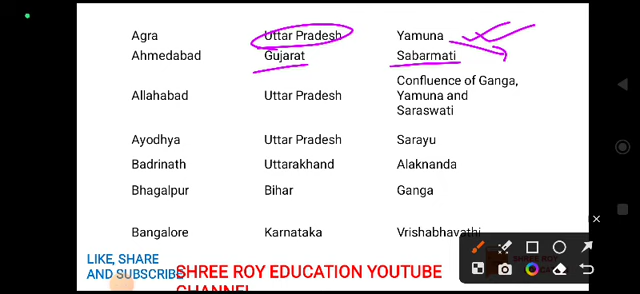 Agra Uttar Pradesh Yamuna
Ahmedabad Gujarat Sabarmati
Allahabad Uttar Pradesh Confluence of Ganga,
Yamuna and
Saraswati
Ayodhya Uttar Pradesh Sarayu
Badrinath Uttarakhand Alaknanda
Bhagalpur Bihar Ganga
Bangalore Karnataka Vrishabhavathi
LIKE, SHARE
AND SUBSCRIBE
SHREE ROY EDUCATION YOUTUBE
CHANNEL